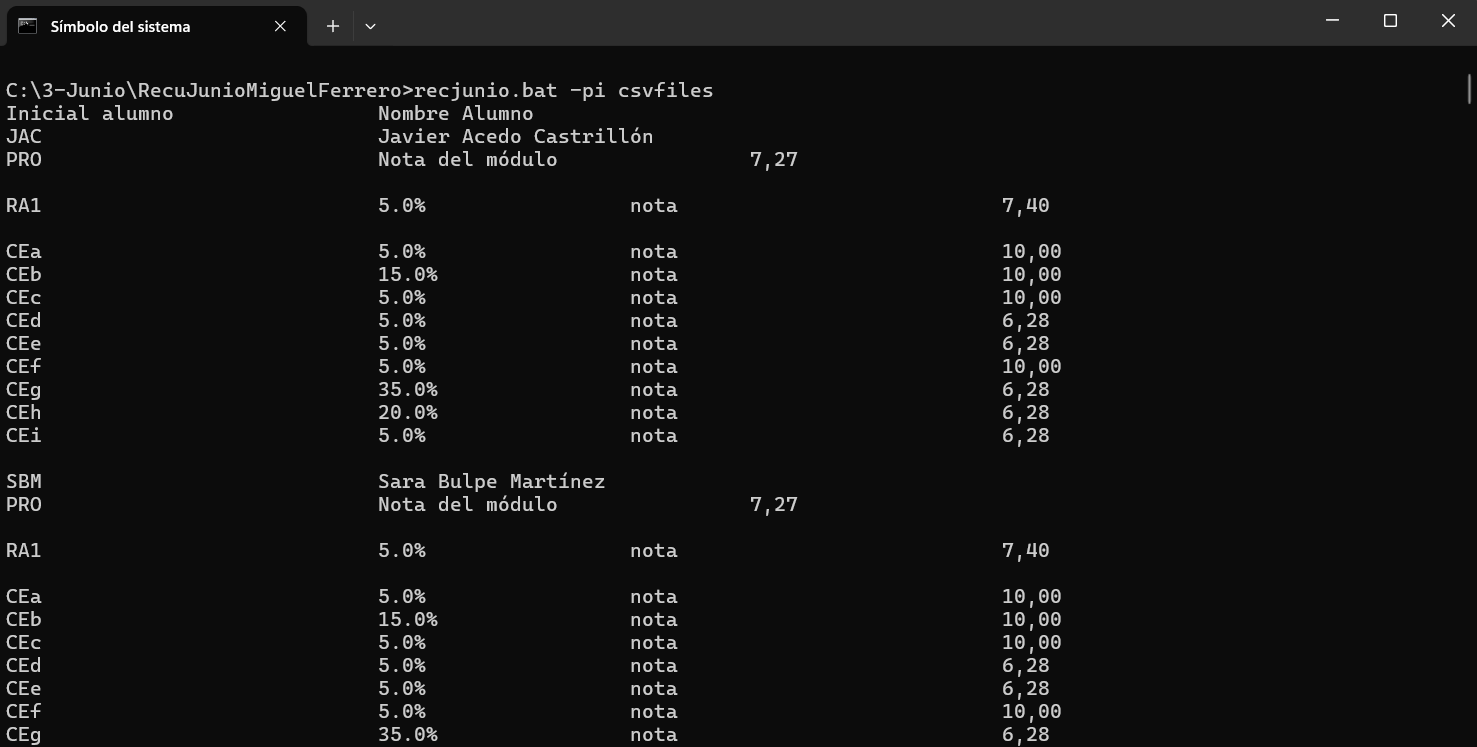 Símbolo del sistema
C:\3-Junio\RecuJunioMiguelFerrero>recjunio.bat -pi csvfiles
Inicial alumno Nombre Alumno
JAC Javier Acedo Castrillón
PRO Nota del módulo 7,27
RA1 5.0% nota 7,40
CEa 5.0% nota 10,00
CEb 15.0% nota 10,00
CEc 5.0% nota 10,00
CEd 5.0% nota 6,28
CEe 5.0% nota 6,28
CEf 5.0% nota 10,00
CEg 35.0% nota 6,28
CEh 20.0% nota 6,28
CEi 5.0% nota 6,28
SBM Sara Bulpe Martínez
PRO Nota del módulo 7,27
RA1 5.0% nota 7,40
CEa 5.0% nota 10,00
CEb 15.0% nota 10,00
CEc 5.0% nota 10,00
CEd 5.0% nota 6,28
CEe 5.0% nota 6,28
CEf 5.0% nota 10,00
CEg 35.0% nota 6,28